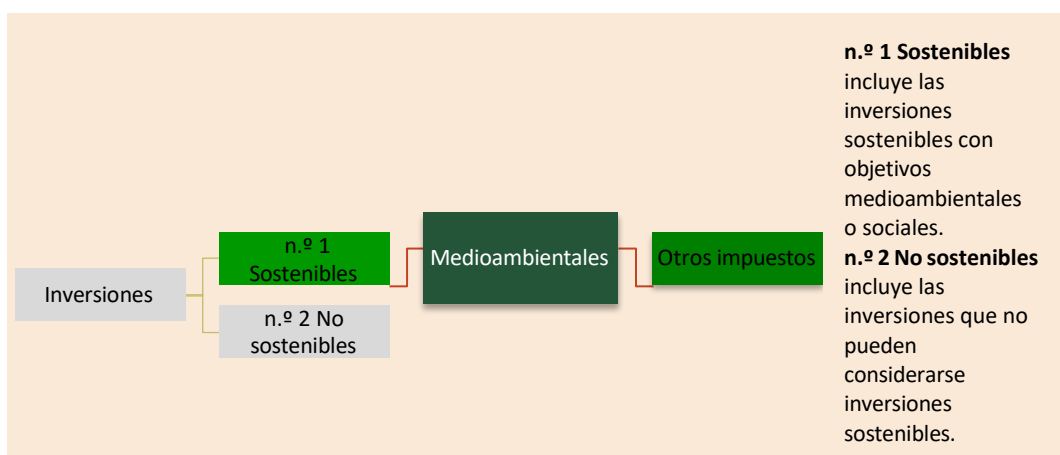 Inversiones
n.º 1
Sostenibles
n.º 2 No
sostenibles
Medioambientales
Otros impuestos
n.º 1 Sostenibles
incluye las
inversiones
sostenibles con
objetivos
medioambientales
o sociales.
n.º 2 No sostenibles
incluye las
inversiones que no
pueden
considerarse
inversiones
sostenibles.